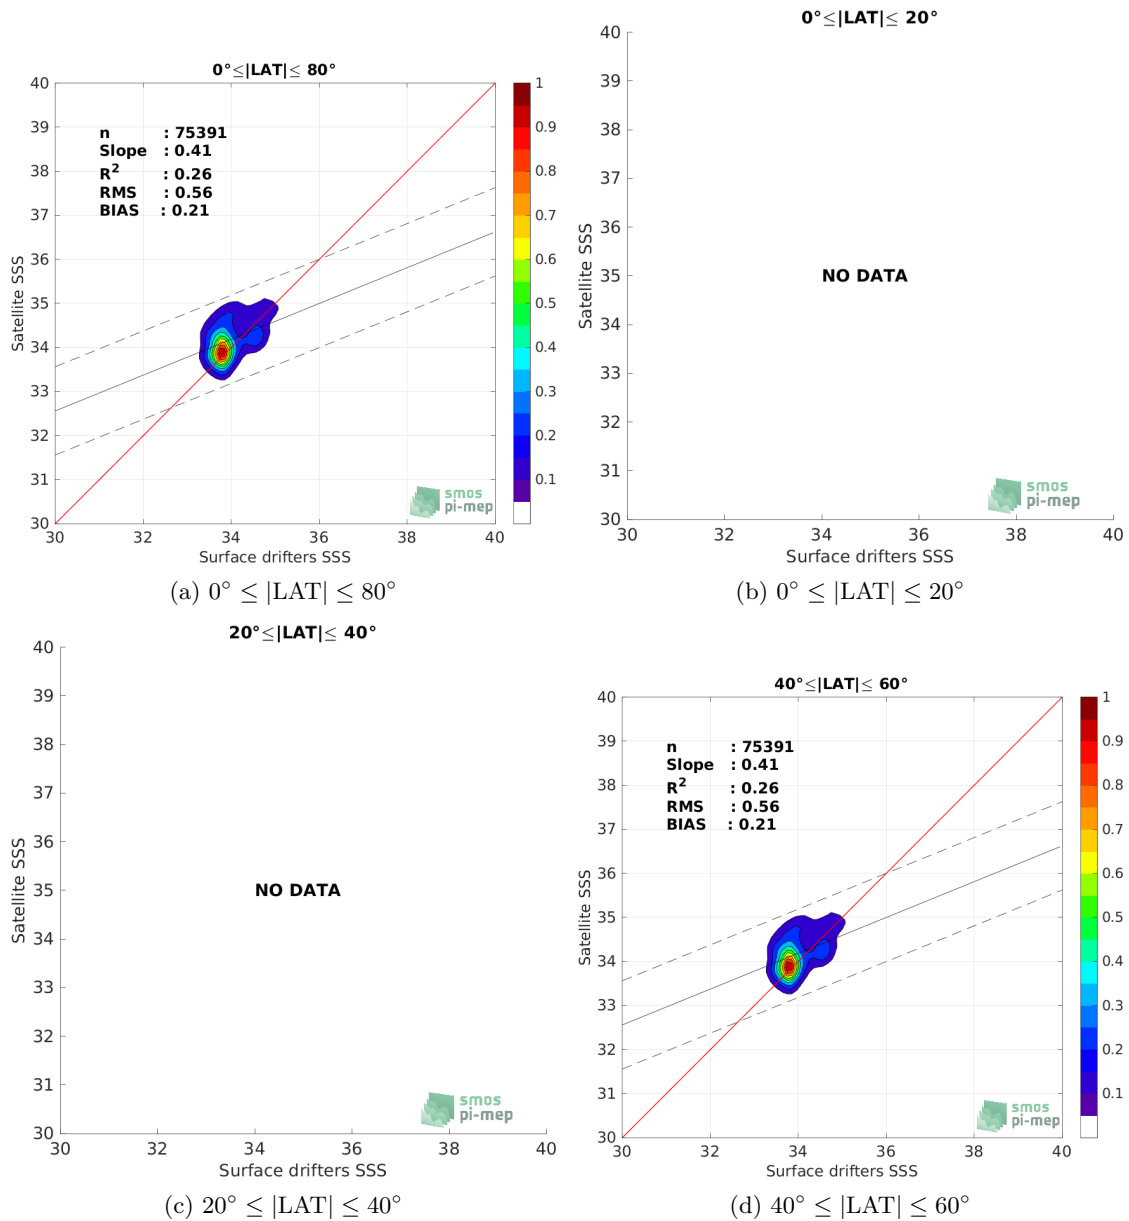 0°≤|LAT|≤ 80°
40
39
38
37
36
35
34
33
32
31
30
n : 75391
Slope : 0.41
R² : 0.26
RMS : 0.56
BIAS : 0.21
Satellite SSS
30 32 34 36 38 40
Surface drifters SSS
1
0.9
0.8
0.7
0.6
0.5
0.4
0.3
0.2
0.1
smos
pi-mep
(a) 0° ≤ |LAT| ≤ 80°
0°≤|LAT|≤ 20°
40
39
38
37
36
35
34
33
32
31
30
NO DATA
Satellite SSS
30 32 34 36 38 40
Surface drifters SSS
smos
pi-mep
(b) 0° ≤ |LAT| ≤ 20°
20°≤|LAT|≤ 40°
40
39
38
37
36
35
34
33
32
31
30
NO DATA
Satellite SSS
30 32 34 36 38 40
Surface drifters SSS
smos
pi-mep
(c) 20° ≤ |LAT| ≤ 40°
40°≤|LAT|≤ 60°
40
39
38
37
36
35
34
33
32
31
30
n : 75391
Slope : 0.41
R² : 0.26
RMS : 0.56
BIAS : 0.21
Satellite SSS
30 32 34 36 38 40
Surface drifters SSS
1
0.9
0.8
0.7
0.6
0.5
0.4
0.3
0.2
0.1
smos
pi-mep
(d) 40° ≤ |LAT| ≤ 60°